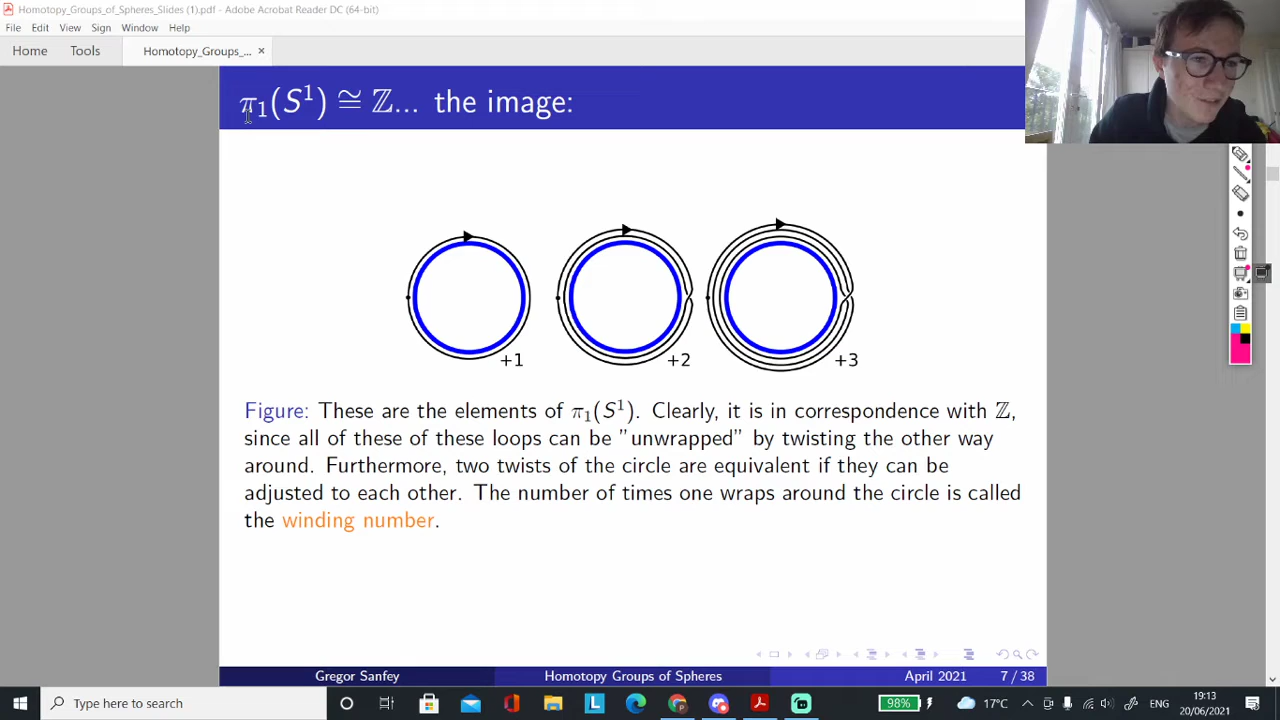 Homotopy_Groups_of_Spheres_Slides (1).pdf - Adobe Acrobat Reader DC (64-bit)
File Edit View Sign Window Help
Home Tools Homotopy_Groups_... ×
π₁(S¹) ≅ ℤ... the image:
+1 +2 +3
Figure: These are the elements of π₁(S¹). Clearly, it is in correspondence with ℤ,
since all of these of these loops can be ”unwrapped” by twisting the other way
around. Furthermore, two twists of the circle are equivalent if they can be
adjusted to each other. The number of times one wraps around the circle is called
the winding number.
Gregor Sanfey Homotopy Groups of Spheres April 2021 7 / 38
Type here to search L 98% 17°C ENG 19:13
20/06/2021